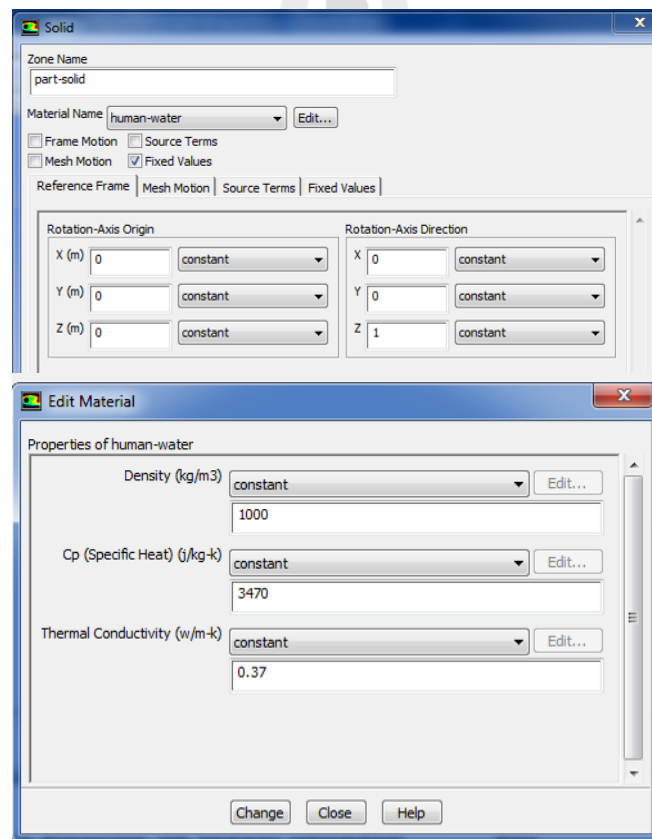 Solid
x
Zone Name
part-solid
Material Name human-water Edit...
Frame Motion Source Terms
Mesh Motion Fixed Values
Reference Frame Mesh Motion Source Terms Fixed Values
Rotation-Axis Origin Rotation-Axis Direction
X (m) 0 constant X 0 constant
Y (m) 0 constant Y 0 constant
Z (m) 0 constant Z 1 constant
Edit Material
x
Properties of human-water
Density (kg/m3) constant Edit...
1000
Cp (Specific Heat) (j/kg-k) constant Edit...
3470
Thermal Conductivity (w/m-k) constant Edit...
0.37
Change Close Help